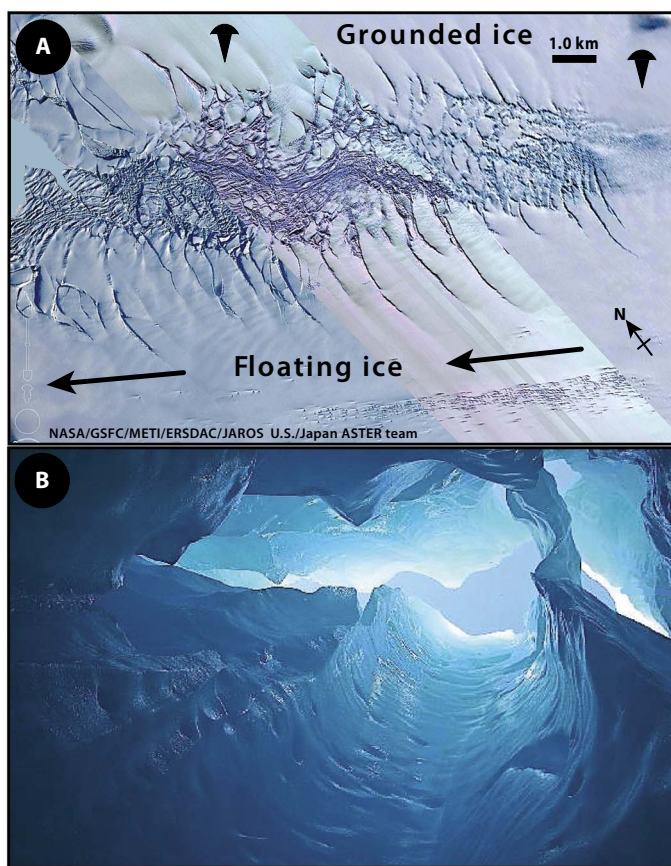 A
Grounded ice
1.0 km
N
Floating ice
NASA/GSFC/METI/ERSDAC/JAROS U.S./Japan ASTER team
B